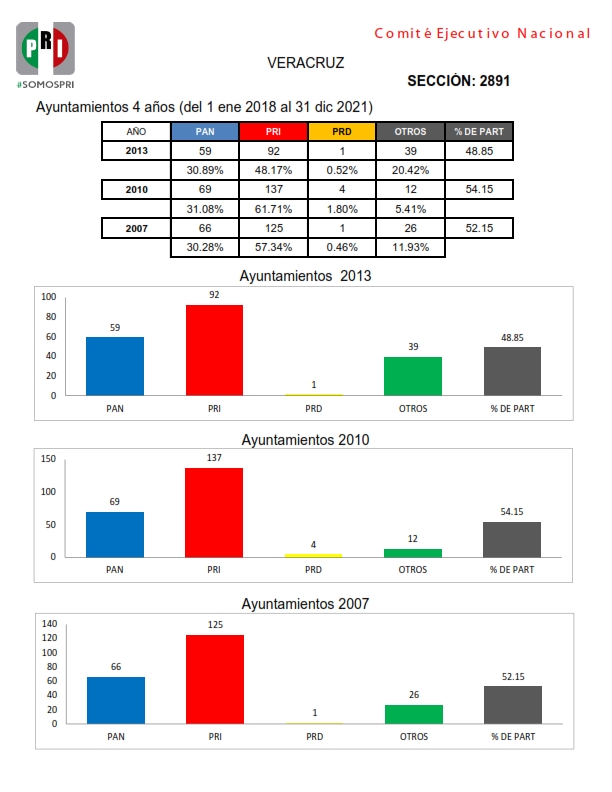 Comité Ejecutivo Nacional
PRI
#SOMOSPRI
VERACRUZ
SECCIÓN: 2891
Ayuntamientos 4 años (del 1 ene 2018 al 31 dic 2021)
AÑO PAN PRI PRD OTROS % DE PART
2013 59 92 1 39 48.85
30.89% 48.17% 0.52% 20.42%
2010 69 137 4 12 54.15
31.08% 61.71% 1.80% 5.41%
2007 66 125 1 26 52.15
30.28% 57.34% 0.46% 11.93%
Ayuntamientos 2013
100
80
60
40
20
0
59
92
1
39
48.85
PAN PRI PRD OTROS % DE PART
Ayuntamientos 2010
150
100
50
0
69
137
4
12
54.15
PAN PRI PRD OTROS % DE PART
Ayuntamientos 2007
140
120
100
80
60
40
20
0
66
125
1
26
52.15
PAN PRI PRD OTROS % DE PART